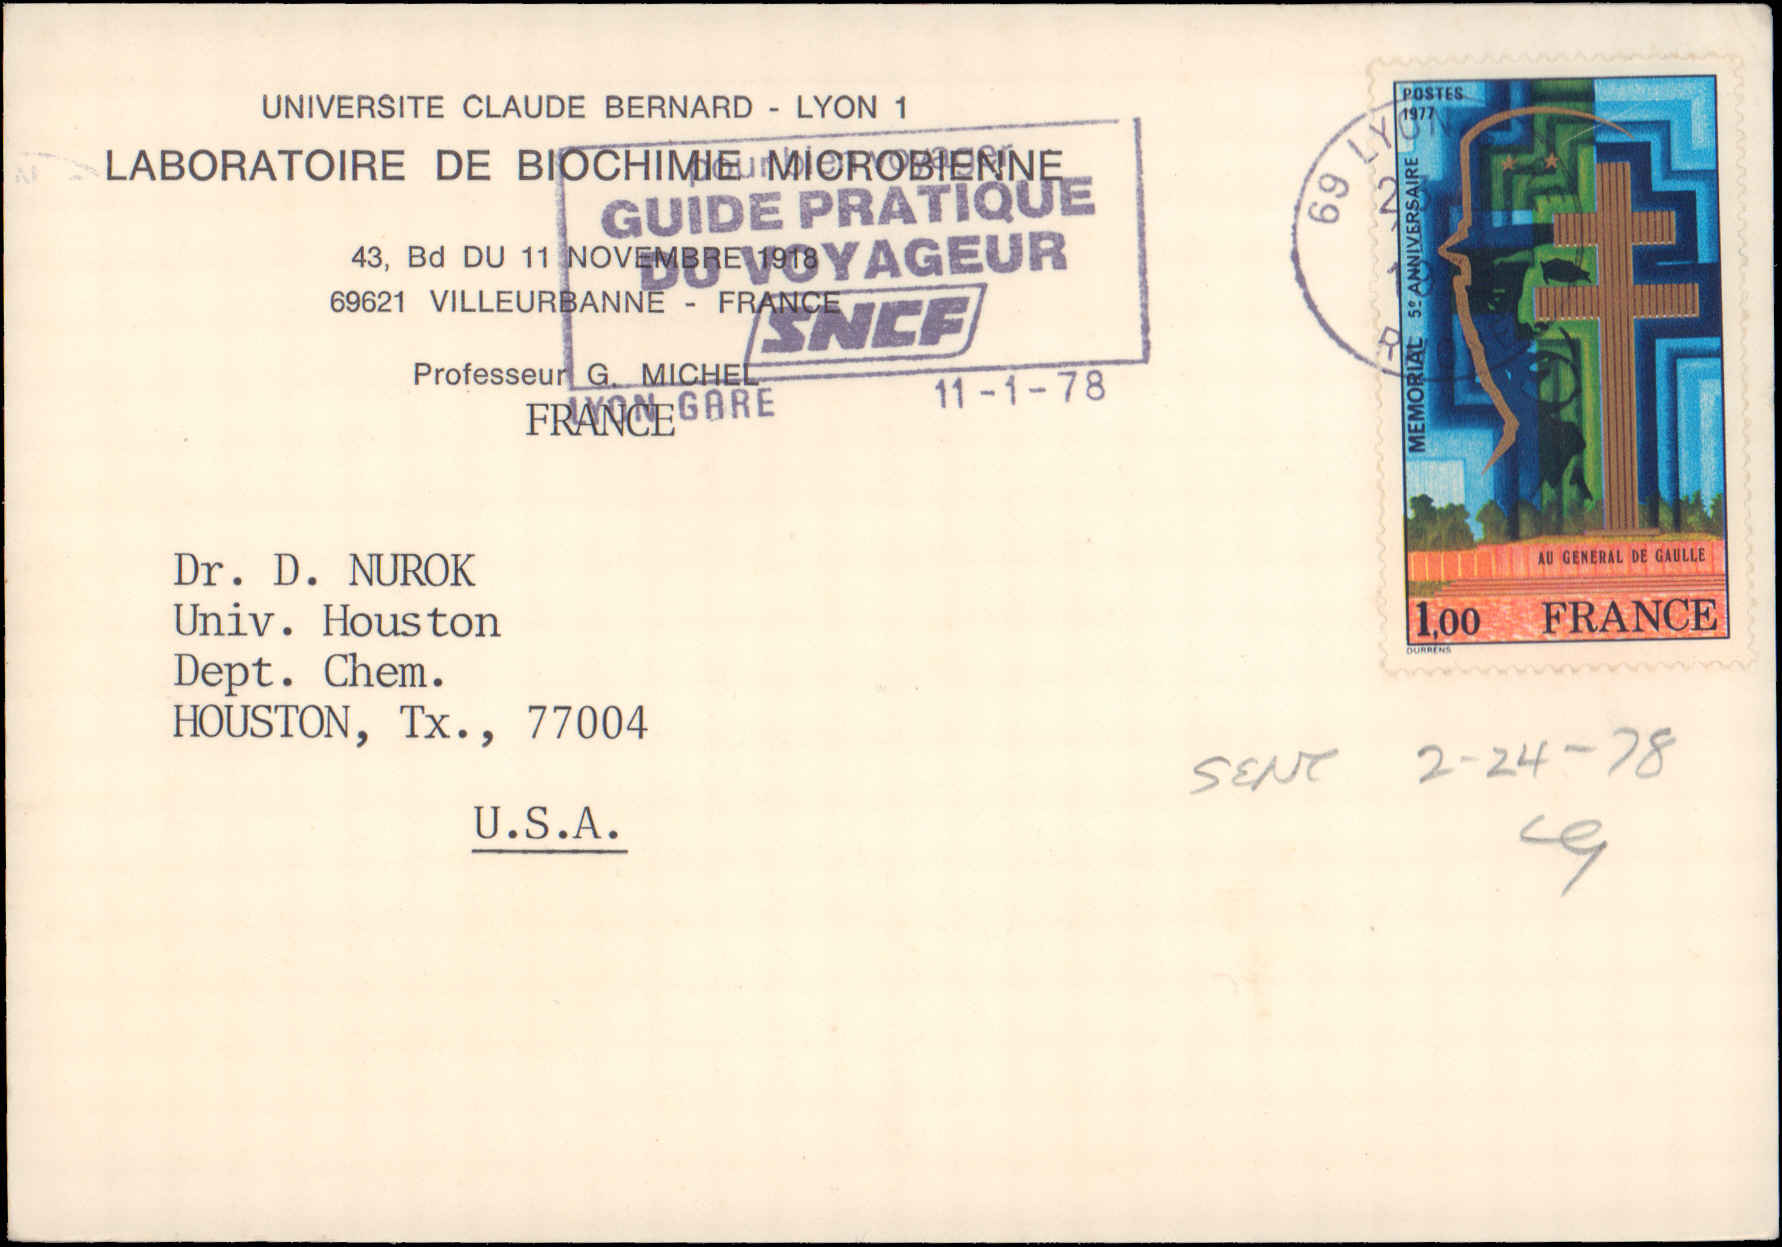 UNIVERSITE CLAUDE BERNARD - LYON 1
LABORATOIRE DE BIOCHIMIE MICROBIENNE
43, Bd DU 11 NOVEMBRE 1918
69621 VILLEURBANNE - FRANCE
Professeur G. MICHEL
FRANCE
pour bien voyager
GUIDE PRATIQUE
DU VOYAGEUR
SNCF
LYON GARE 11-1-78
69 LYON
POSTES
1977
MEMORIAL 5e ANNIVERSAIRE
AU GENERAL DE GAULLE
1,00 FRANCE
DURRENS
Dr. D. NUROK
Univ. Houston
Dept. Chem.
HOUSTON, Tx., 77004
U.S.A.
SENT 2-24-78